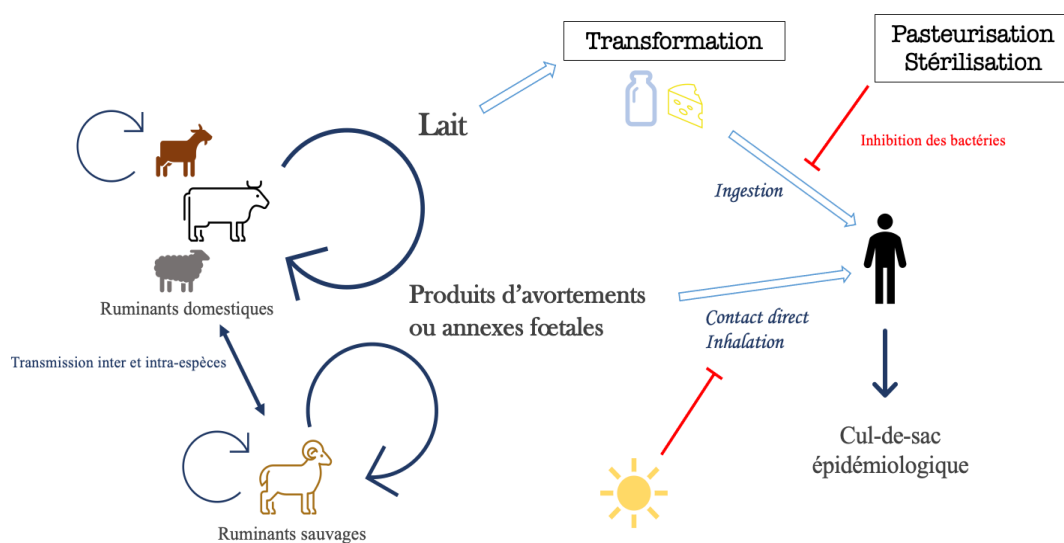 Transformation
Pasteurisation
Stérilisation
Lait
Inhibition des bactéries
Ingestion
Produits d’avortements
ou annexes fœtales
Ruminants domestiques
Contact direct
Inhalation
Transmission inter et intra-espèces
Cul-de-sac
épidémiologique
Ruminants sauvages